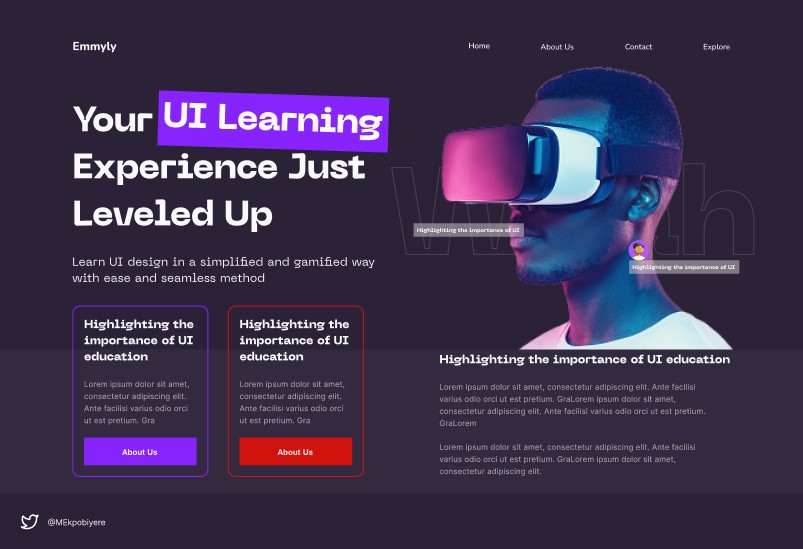 Emmyly
Home
About Us
Contact
Explore
Your UI Learning
Experience Just
Leveled Up
Learn UI design in a simplified and gamified way
with ease and seamless method
Highlighting the importance of UI
Highlighting the importance of UI
Highlighting the
importance of UI
education
Lorem ipsum dolor sit amet,
consectetur adipiscing elit.
Ante facilisi varius odio orci
ut est pretium. Gra
About Us
Highlighting the
importance of UI
education
Lorem ipsum dolor sit amet,
consectetur adipiscing elit.
Ante facilisi varius odio orci
ut est pretium. Gra
About Us
Highlighting the importance of UI education
Lorem ipsum dolor sit amet, consectetur adipiscing elit. Ante facilisi
varius odio orci ut est pretium. GraLorem ipsum dolor sit amet,
consectetur adipiscing elit. Ante facilisi varius odio orci ut est pretium.
GraLorem
Lorem ipsum dolor sit amet, consectetur adipiscing elit. Ante facilisi
varius odio orci ut est pretium. GraLorem ipsum dolor sit amet,
consectetur adipiscing elit.
@MEkpobiyere